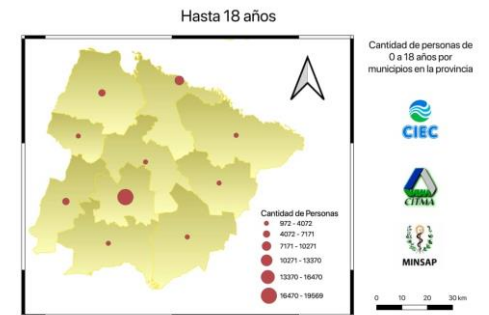 Hasta 18 años
Cantidad de personas de
0 a 18 años por
municipios en la provincia
CIEC
CITMA
MINSAP
Cantidad de Personas
972 - 4072
4072 - 7171
7171 - 10271
10271 - 13370
13370 - 16470
16470 - 19569
0 10 20 30 km